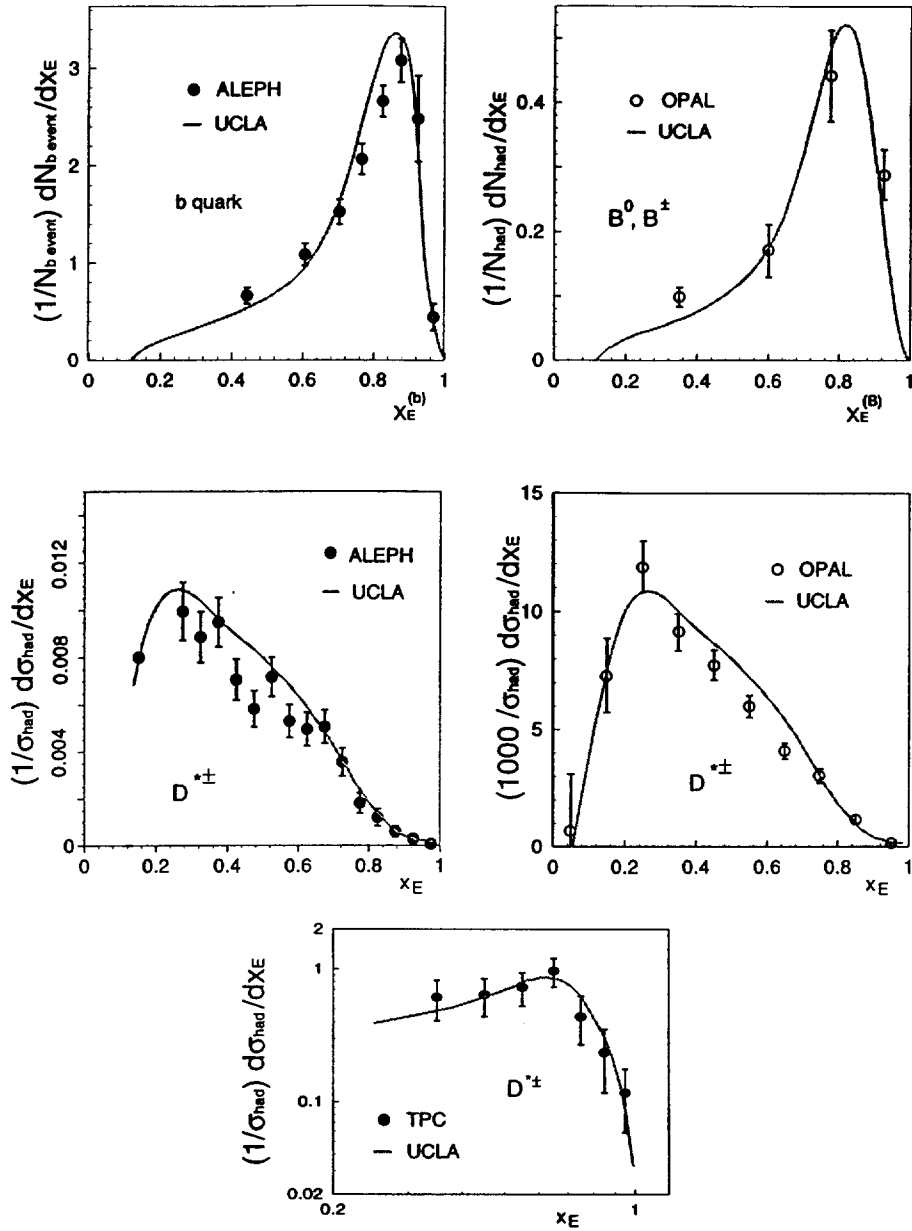 (1/N_b event) dN_b event/dx_E
3
2
1
0
ALEPH
UCLA
b quark
0 0.2 0.4 0.6 0.8 1
x_E^(b)
(1/N_had) dN_had/dx_E
0.4
0.2
0
OPAL
UCLA
B^0, B^±
0 0.2 0.4 0.6 0.8 1
x_E^(B)
(1/σ_had) dσ_had/dx_E
0.012
0.008
0.004
0
ALEPH
UCLA
D^*±
0 0.2 0.4 0.6 0.8 1
x_E
(1000/σ_had) dσ_had/dx_E
15
10
5
0
OPAL
UCLA
D^*±
0 0.2 0.4 0.6 0.8 1
x_E
(1/σ_had) dσ_had/dx_E
2
1
0.1
0.02
D^*±
TPC
UCLA
0.2 1
x_E